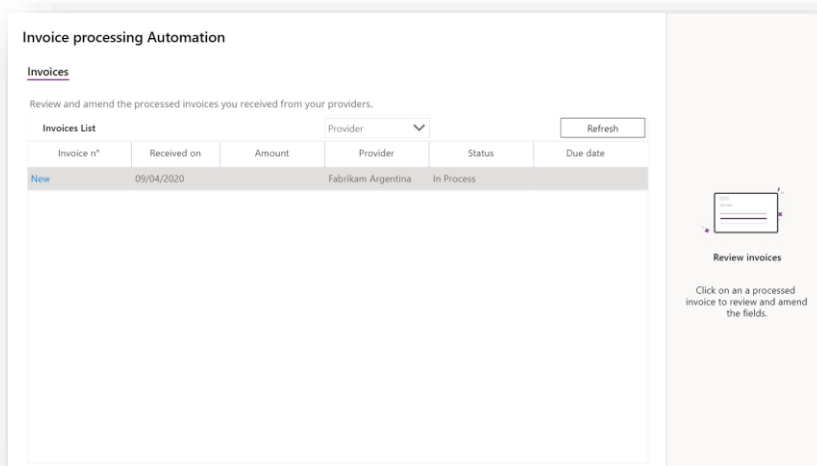 Invoice processing Automation
Invoices
Review and amend the processed invoices you received from your providers.
Invoices List Provider Refresh
Invoice n° Received on Amount Provider Status Due date
New 09/04/2020 Fabrikam Argentina In Process
Review invoices
Click on an a processed
invoice to review and amend
the fields.